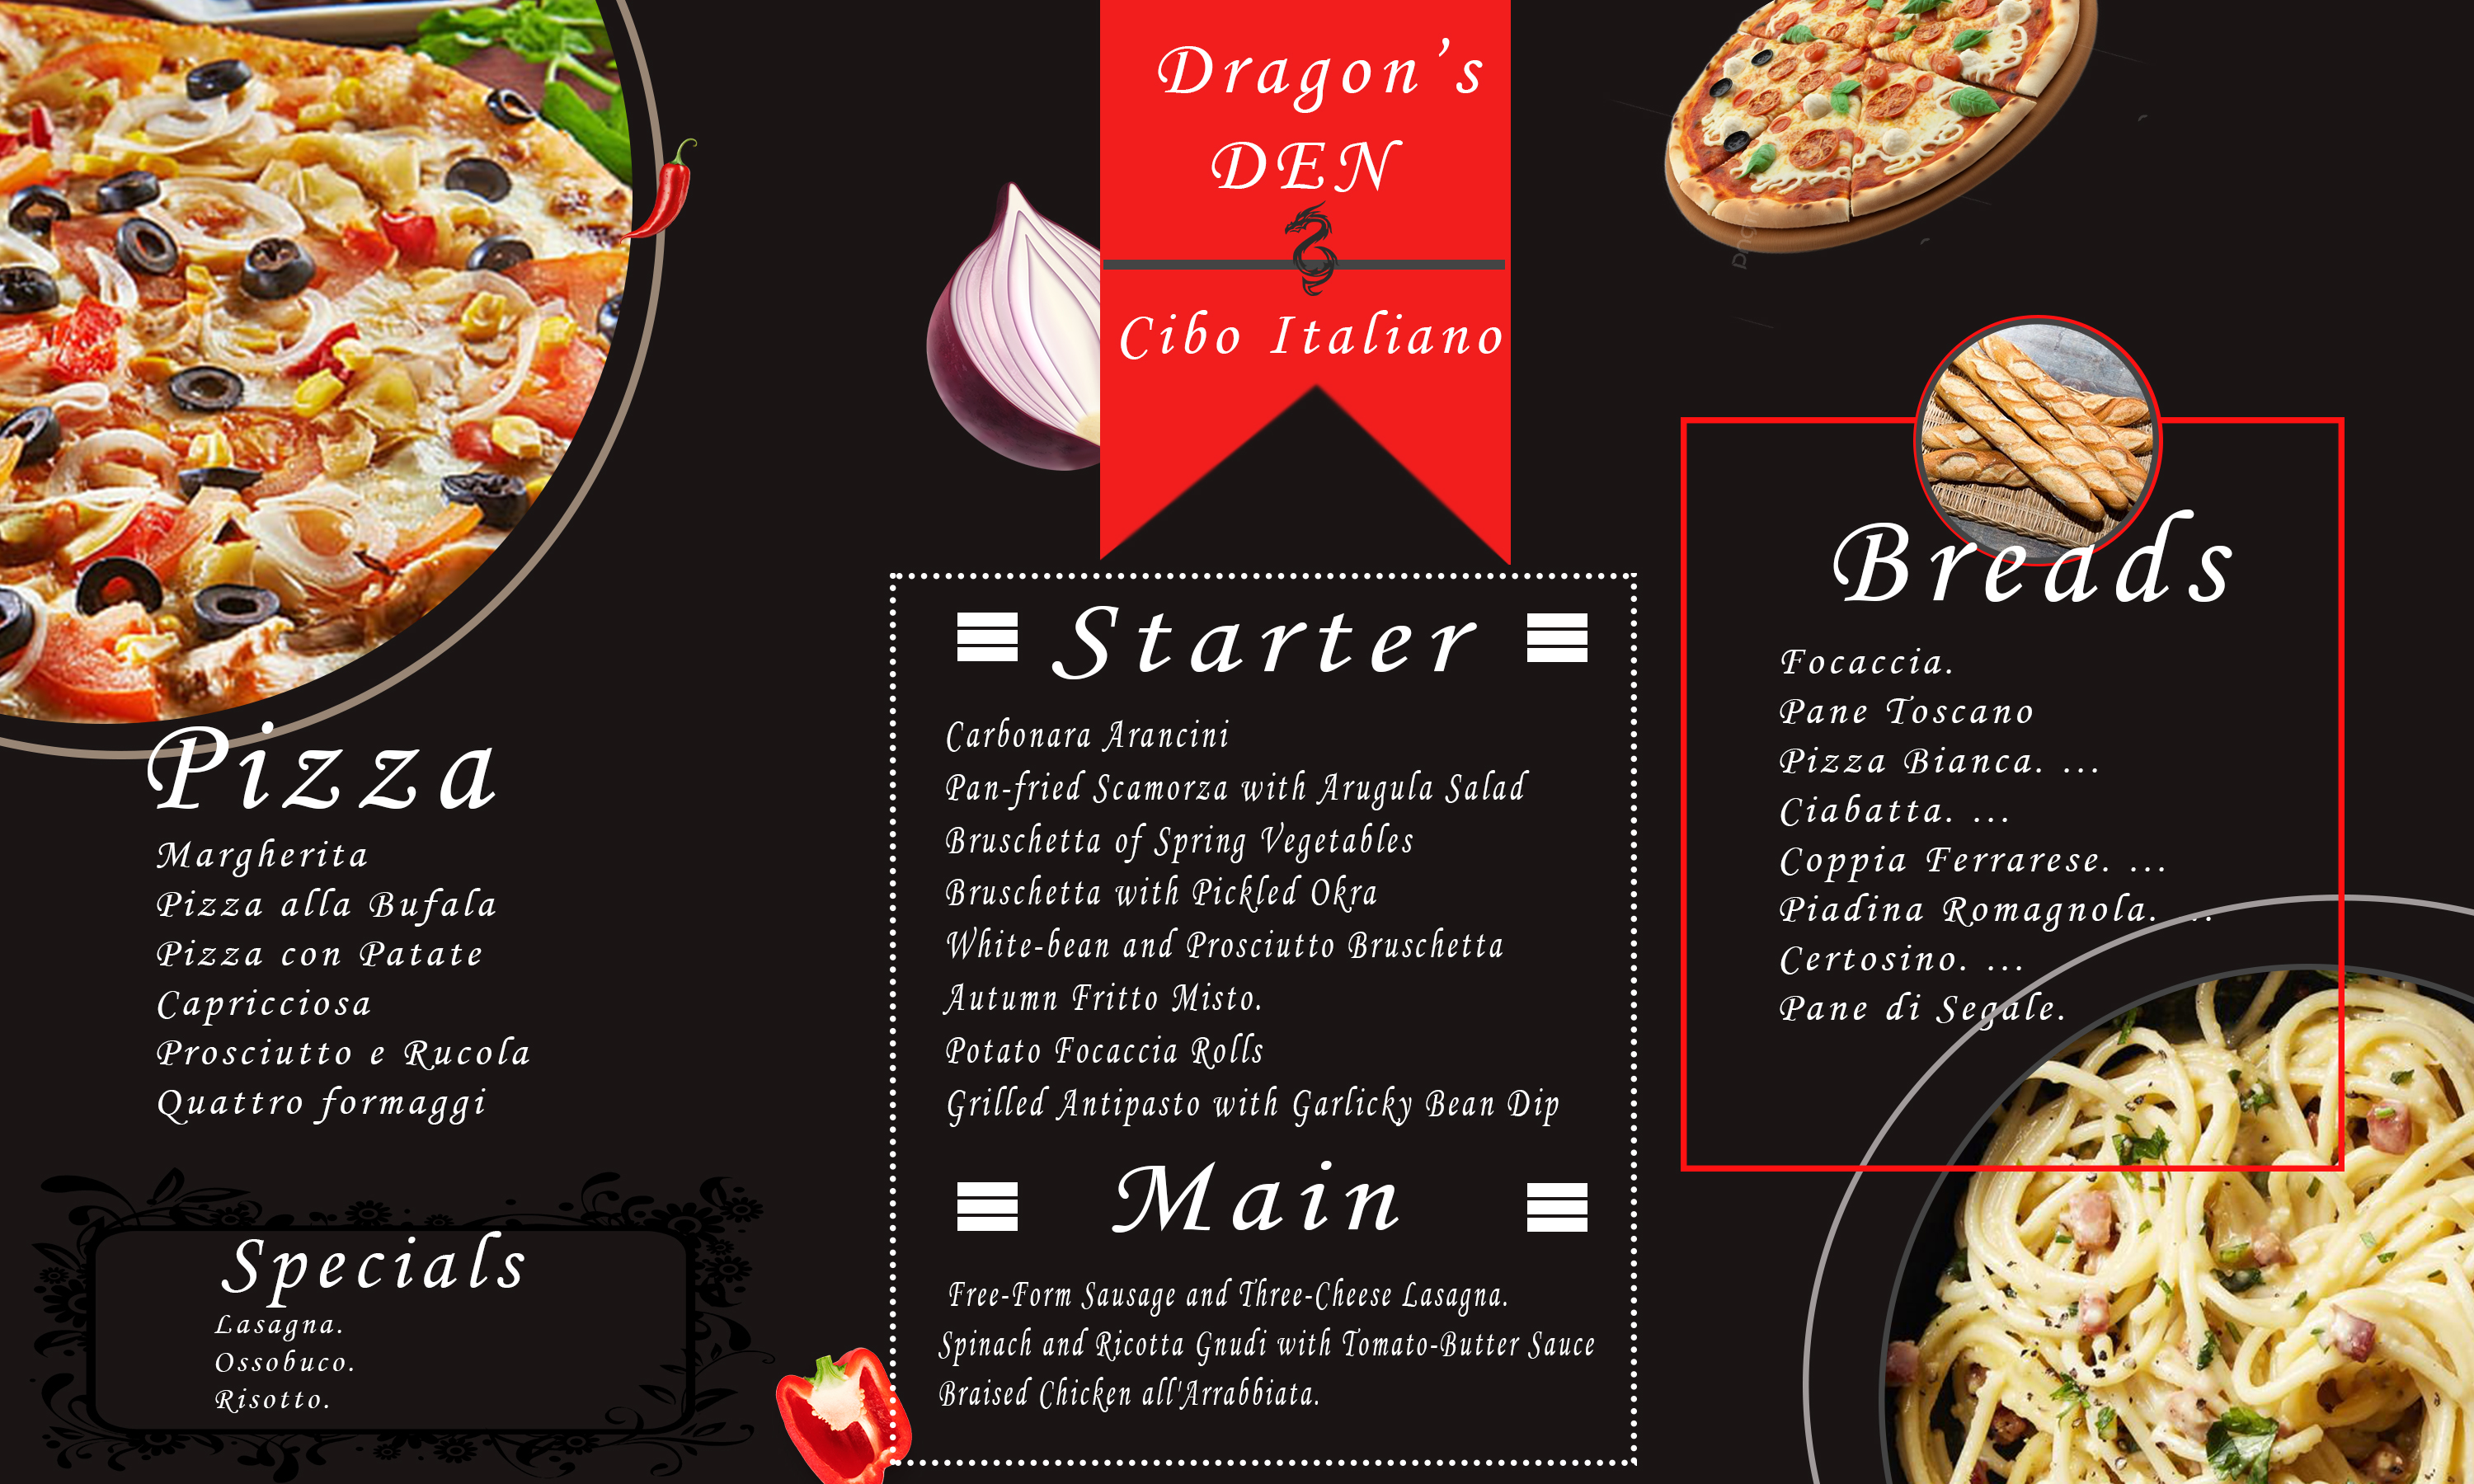 Dragon's
DEN
Cibo Italiano
Pizza
Margherita
Pizza alla Bufala
Pizza con Patate
Capricciosa
Prosciutto e Rucola
Quattro formaggi
Specials
Lasagna.
Ossobuco.
Risotto.
Starter
Carbonara Arancini
Pan-fried Scamorza with Arugula Salad
Bruschetta of Spring Vegetables
Bruschetta with Pickled Okra
White-bean and Prosciutto Bruschetta
Autumn Fritto Misto.
Potato Focaccia Rolls
Grilled Antipasto with Garlicky Bean Dip
Main
Free-Form Sausage and Three-Cheese Lasagna.
Spinach and Ricotta Gnudi with Tomato-Butter Sauce
Braised Chicken all'Arrabbiata.
Breads
Focaccia.
Pane Toscano
Pizza Bianca. ...
Ciabatta. ...
Coppia Ferrarese. ...
Piadina Romagnola. ...
Certosino. ...
Pane di Segale.